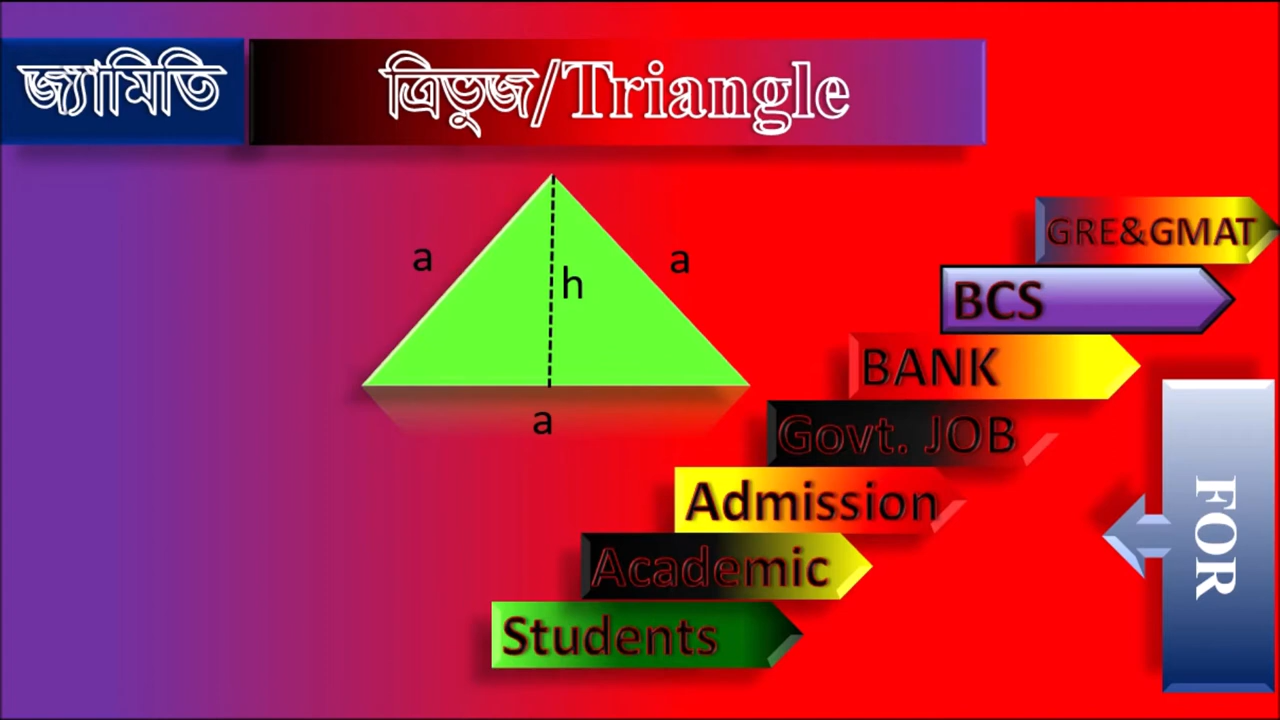 জ্যামিতি
ত্রিভুজ/Triangle
a
a
h
a
GRE&GMAT
BCS
BANK
Govt. JOB
Admission
Academic
Students
FOR